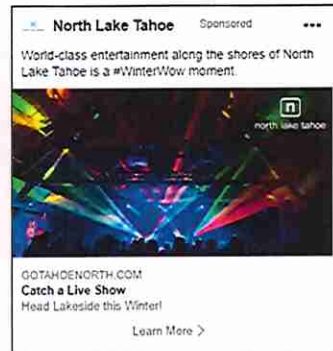 North Lake Tahoe Sponsored
World-class entertainment along the shores of North
Lake Tahoe is a #WinterWow moment.
n
north lake tahoe
GOTAHOENORTH.COM
Catch a Live Show
Head Lakeside this Winter!
Learn More >